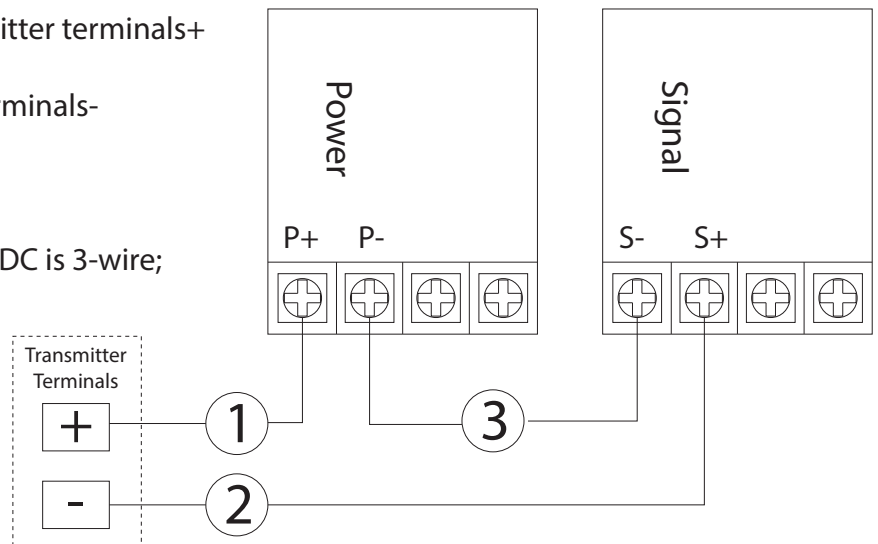 itter terminals+
rminals-
DC is 3-wire;
Power
Signal
P+ P-
S- S+
Transmitter
Terminals
+
-
1
2
3